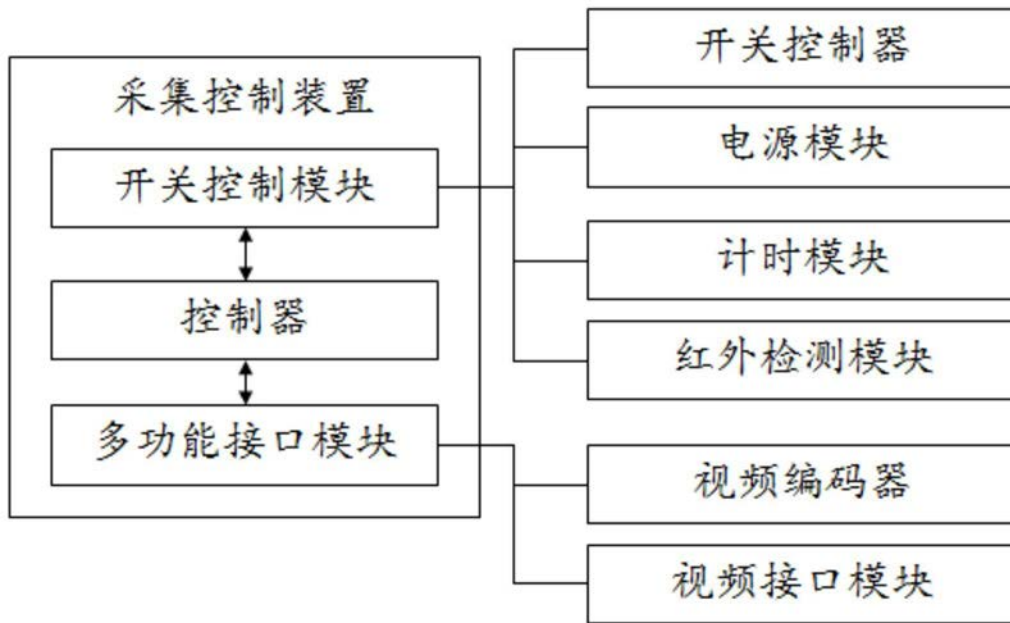 采集控制装置
开关控制模块
控制器
多功能接口模块
开关控制器
电源模块
计时模块
红外检测模块
视频编码器
视频接口模块